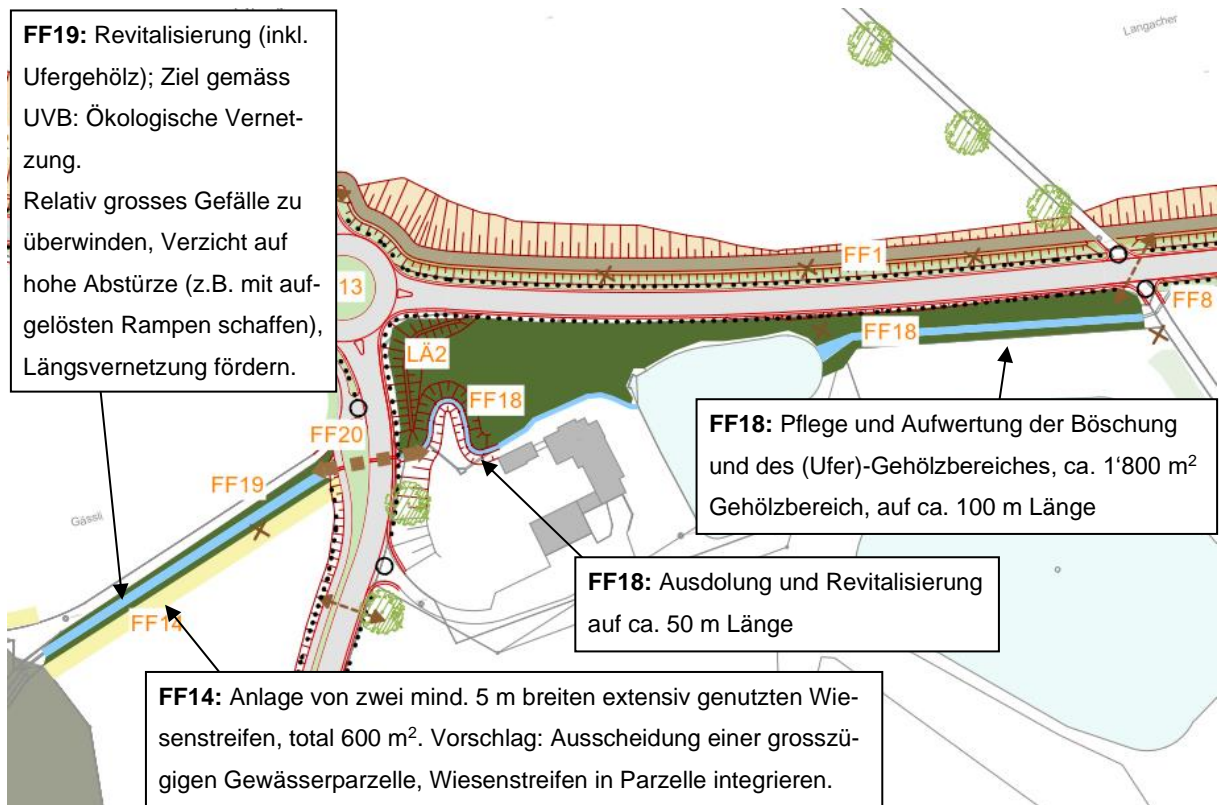 FF19: Revitalisierung (inkl.
Ufergehölz); Ziel gemäss
UVB: Ökologische Vernet-
zung.
Relativ grosses Gefälle zu
überwinden, Verzicht auf
hohe Abstürze (z.B. mit auf-
gelösten Rampen schaffen),
Längsvernetzung fördern.
Langacher
FF1
13
FF8
FF18
LÄ2
FF18
FF20
FF19
Gässli
FF14
FF18: Pflege und Aufwertung der Böschung
und des (Ufer)-Gehölzbereiches, ca. 1‘800 m²
Gehölzbereich, auf ca. 100 m Länge
FF18: Ausdolung und Revitalisierung
auf ca. 50 m Länge
FF14: Anlage von zwei mind. 5 m breiten extensiv genutzten Wie-
senstreifen, total 600 m². Vorschlag: Ausscheidung einer grosszü-
gigen Gewässerparzelle, Wiesenstreifen in Parzelle integrieren.